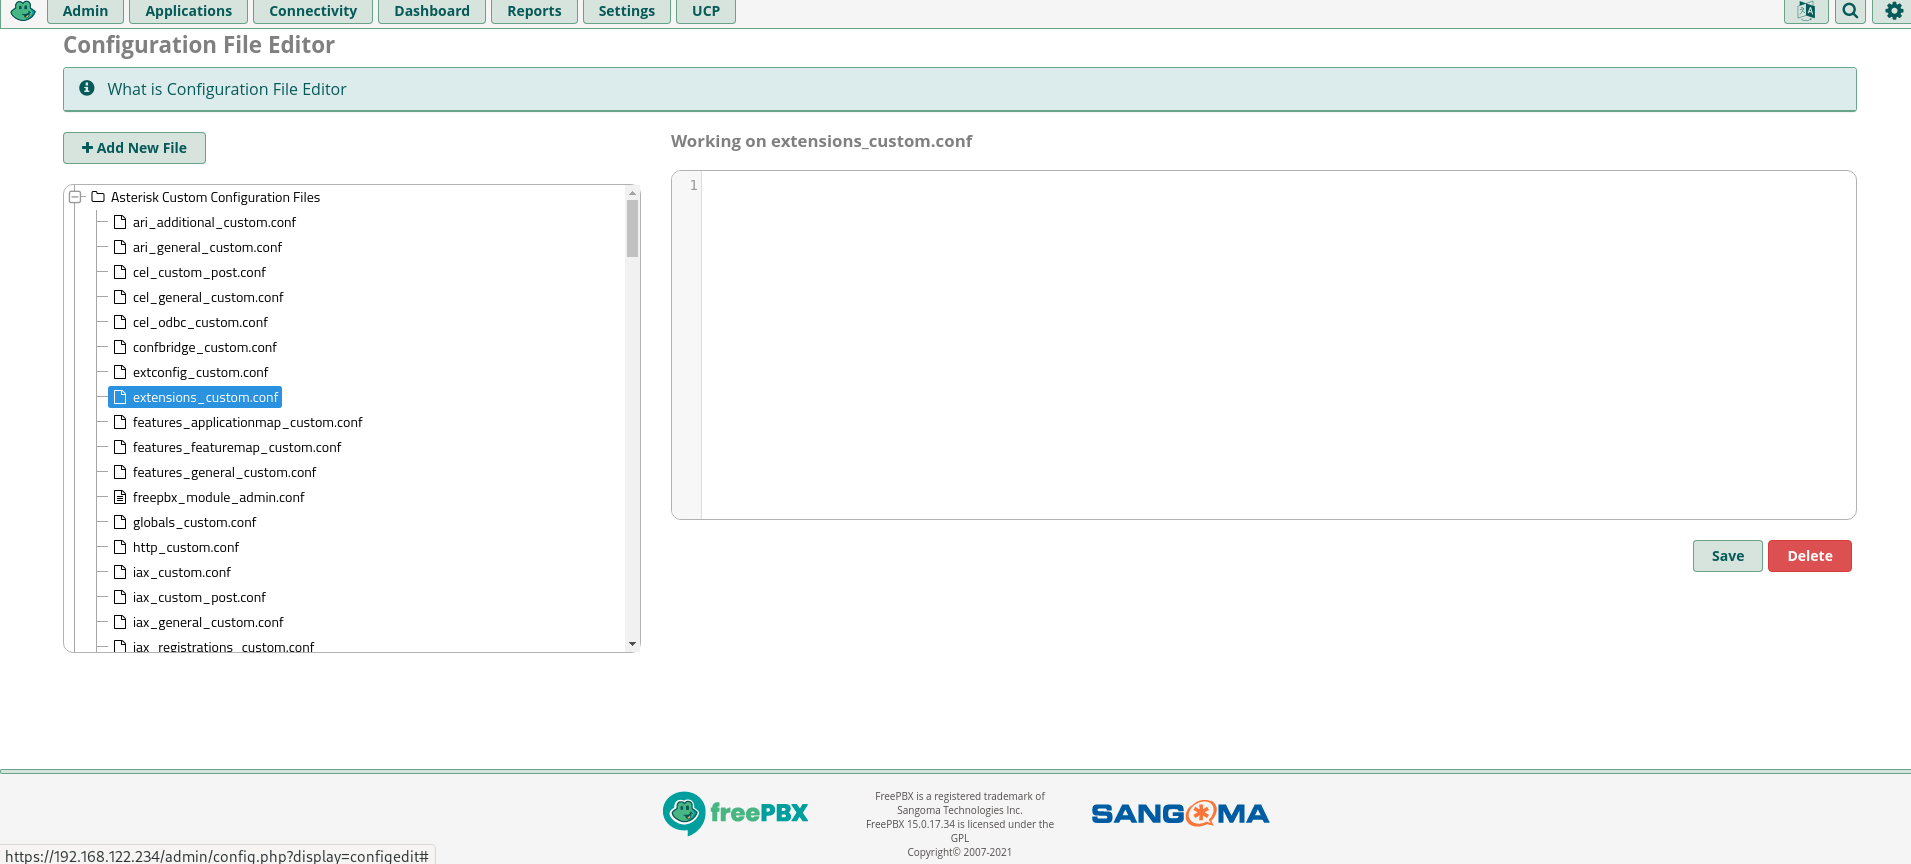 Admin Applications Connectivity Dashboard Reports Settings UCP
Configuration File Editor
What is Configuration File Editor
Add New File
Asterisk Custom Configuration Files
ari_additional_custom.conf
ari_general_custom.conf
cel_custom_post.conf
cel_general_custom.conf
cel_odbc_custom.conf
confbridge_custom.conf
extconfig_custom.conf
extensions_custom.conf
features_applicationmap_custom.conf
features_featuremap_custom.conf
features_general_custom.conf
freepbx_module_admin.conf
globals_custom.conf
http_custom.conf
iax_custom.conf
iax_custom_post.conf
iax_general_custom.conf
iax_registrations_custom.conf
Working on extensions_custom.conf
1
Save Delete
freePBX
FreePBX is a registered trademark of
Sangoma Technologies Inc.
FreePBX 15.0.17.34 is licensed under the
GPL
Copyright© 2007-2021
SANGOMA
https://192.168.122.234/admin/config.php?display=configedit#